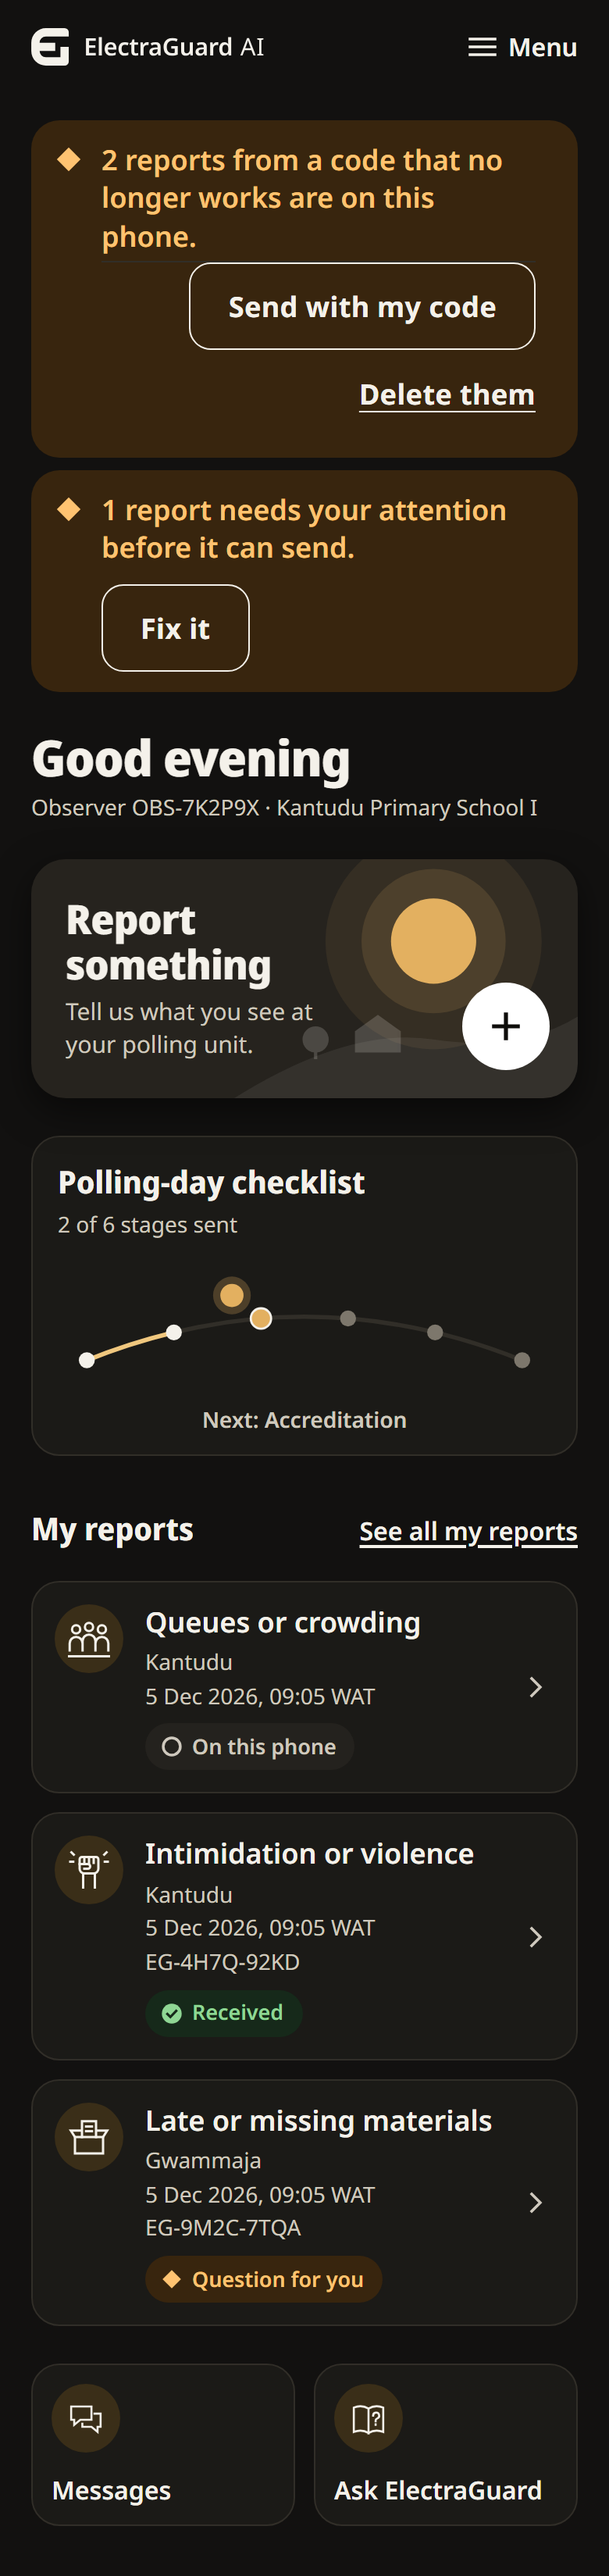 ElectraGuard AI
Menu
2 reports from a code that no
longer works are on this
phone.
Send with my code
Delete them
1 report needs your attention
before it can send.
Fix it
Good evening
Observer OBS-7K2P9X · Kantudu Primary School I
Report
something
Tell us what you see at
your polling unit.
Polling-day checklist
2 of 6 stages sent
Next: Accreditation
My reports
See all my reports
Queues or crowding
Kantudu
5 Dec 2026, 09:05 WAT
On this phone
Intimidation or violence
Kantudu
5 Dec 2026, 09:05 WAT
EG-4H7Q-92KD
Received
Late or missing materials
Gwammaja
5 Dec 2026, 09:05 WAT
EG-9M2C-7TQA
Question for you
Messages
Ask ElectraGuard